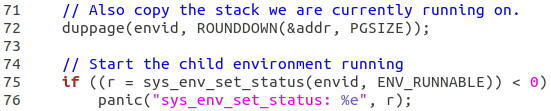 71 // Also copy the stack we are currently running on.
72 duppage(envid, ROUNDDOWN(&addr, PGSIZE));
73
74 // Start the child environment running
75 if ((r = sys_env_set_status(envid, ENV_RUNNABLE)) < 0)
76 panic("sys_env_set_status: %e", r);